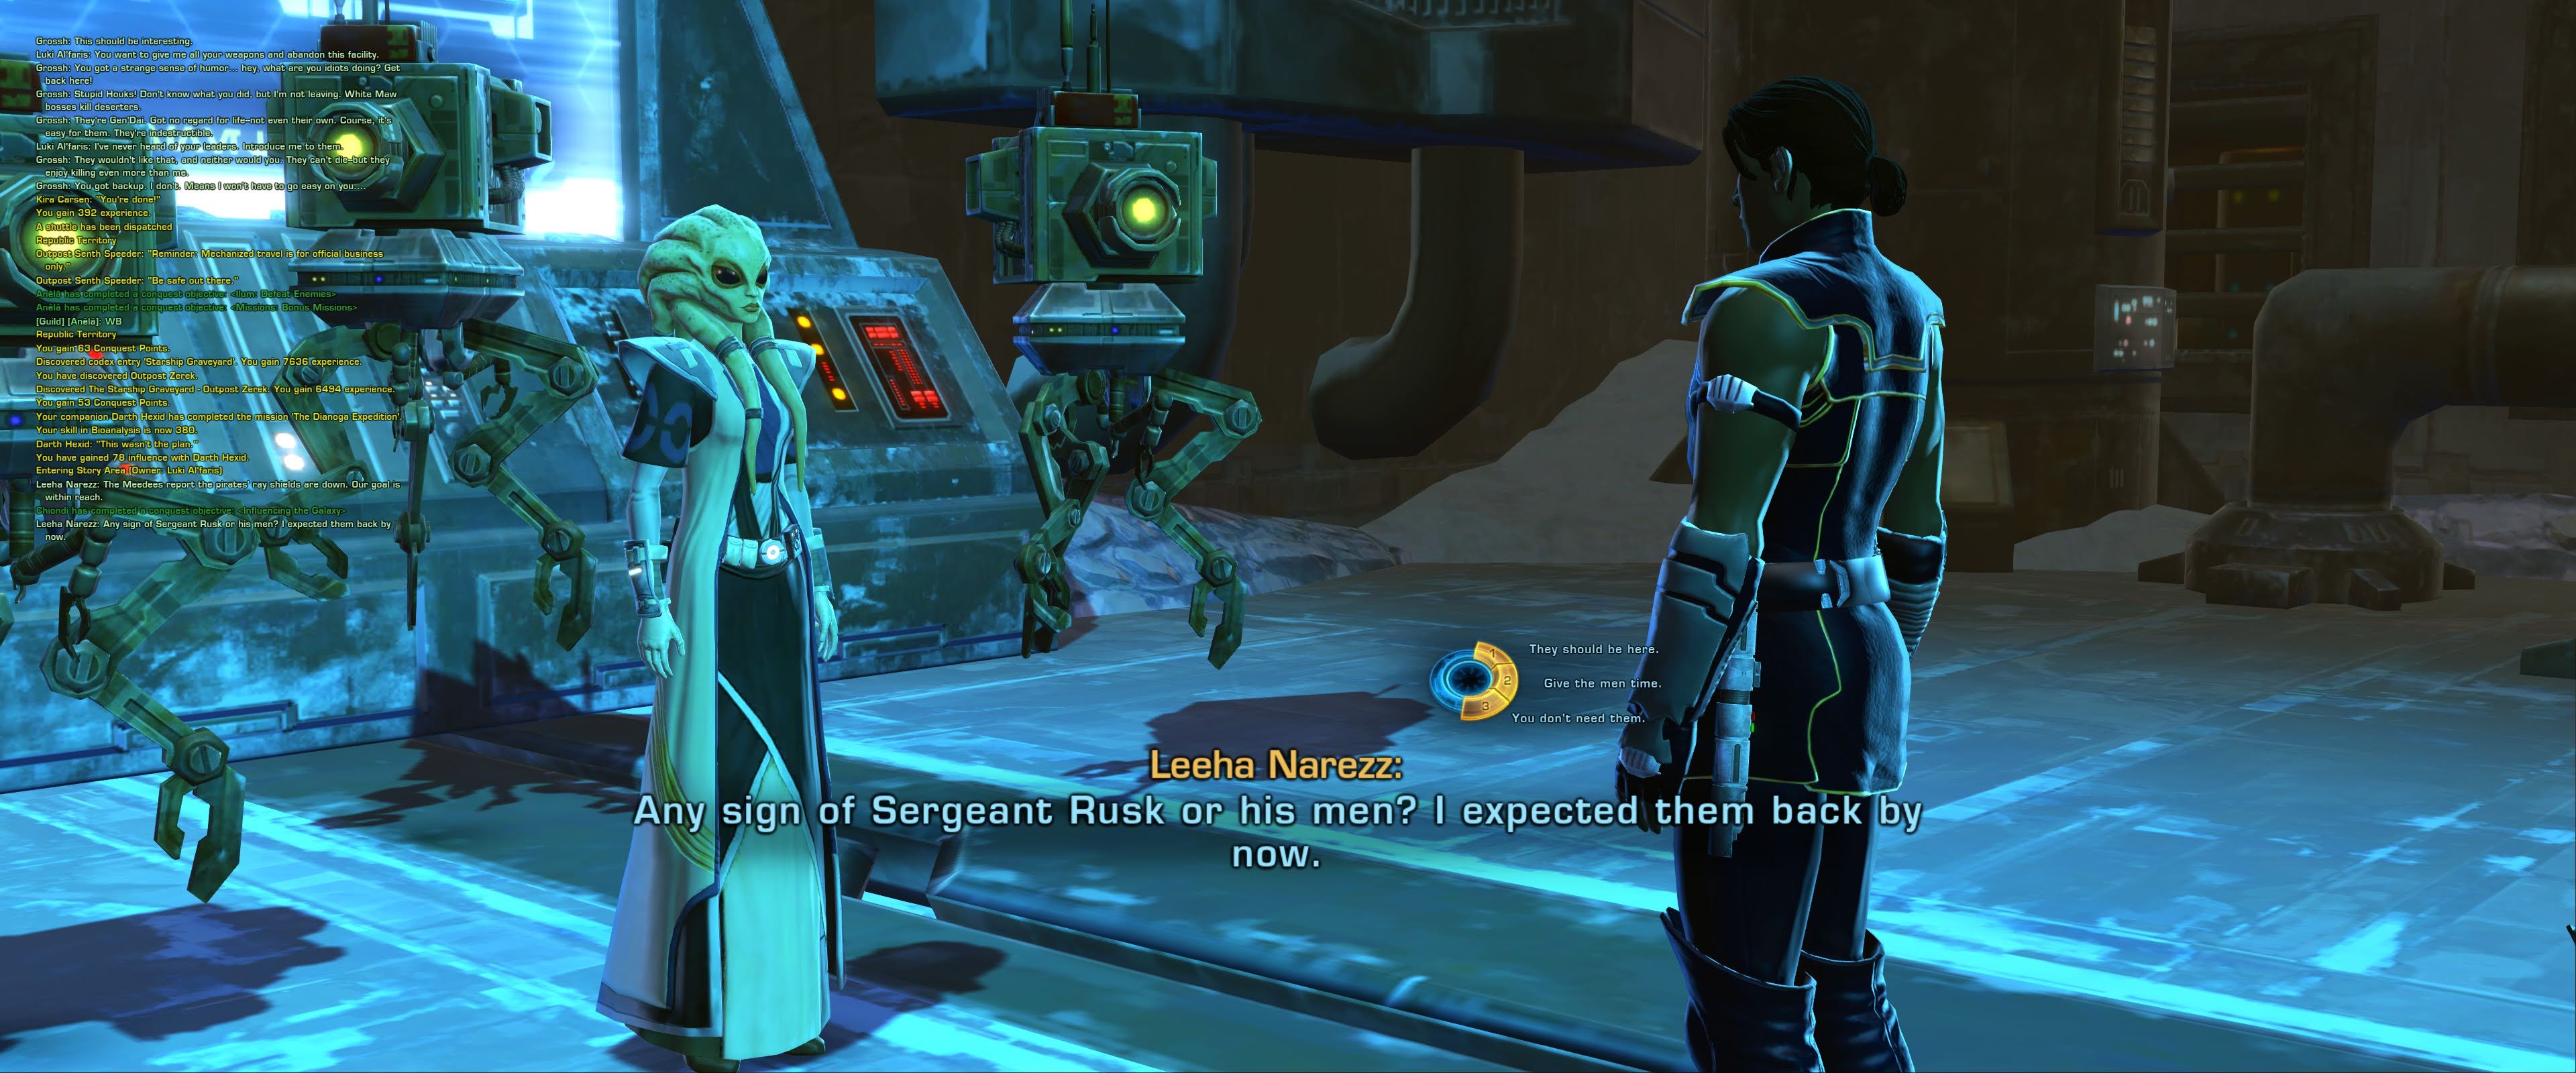 Grossh: This should be interesting.
Luki Al'faris: You want to give me all your weapons and abandon this facility.
Grossh: You got a strange sense of humor... hey, what are you idiots doing? Get
back here!
Grossh: Stupid Houks! Don't know what you did, but I'm not leaving. White Maw
bosses kill deserters.
Grossh: They're Gen'Dai. Got no regard for life–not even their own. Course, it's
easy for them. They're indestructible.
Luki Al'faris: I've never heard of your leaders. Introduce me to them.
Grossh: They wouldn't like that, and neither would you. They can't die–but they
enjoy killing even more than me.
Grossh: You got backup. I don't. Means I won't have to go easy on you....
Kira Carsen: "You're done!"
You gain 392 experience.
A shuttle has been dispatched
Republic Territory
Outpost Senth Speeder: "Reminder: Mechanized travel is for official business
only."
Outpost Senth Speeder: "Be safe out there."
Anêlâ has completed a conquest objective: <Ilum: Defeat Enemies>
Anêlâ has completed a conquest objective: <Missions: Bonus Missions>
[Guild] [Anêlâ]: WB
Republic Territory
You gain 63 Conquest Points.
Discovered codex entry 'Starship Graveyard'. You gain 7636 experience.
You have discovered Outpost Zerek.
Discovered The Starship Graveyard - Outpost Zerek. You gain 6494 experience.
You gain 53 Conquest Points.
Your companion Darth Hexid has completed the mission 'The Dianoga Expedition'.
Your skill in Bioanalysis is now 380.
Darth Hexid: "This wasn't the plan."
You have gained 78 influence with Darth Hexid.
Entering Story Area (Owner: Luki Al'faris)
Leeha Narezz: The Meedees report the pirates' ray shields are down. Our goal is
within reach.
Chiondi has completed a conquest objective: <Influencing the Galaxy>
Leeha Narezz: Any sign of Sergeant Rusk or his men? I expected them back by
now.
1 They should be here.
2 Give the men time.
3 You don't need them.
Leeha Narezz:
Any sign of Sergeant Rusk or his men? I expected them back by
now.